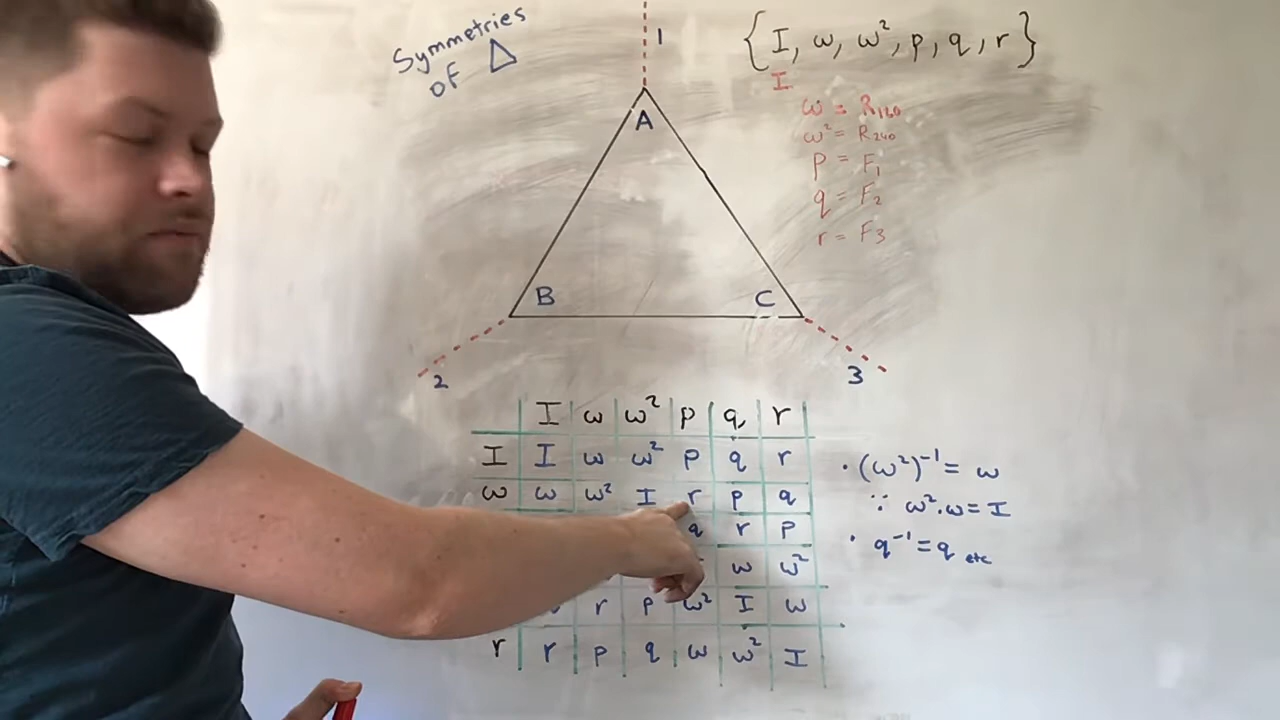 Symmetries
of △
{I, ω, ω², p, q, r}
I
ω = R₁₂₀
ω² = R₂₄₀
p = F₁
q = F₂
r = F₃
1
A
B
C
2
3
I ω ω² p q r
I I ω ω² p q r
ω ω ω² I r p q
q r p
ω ω²
r p ω² I ω
r r p q ω ω² I
· (ω²)⁻¹ = ω
∵ ω².ω = I
· q⁻¹ = q etc